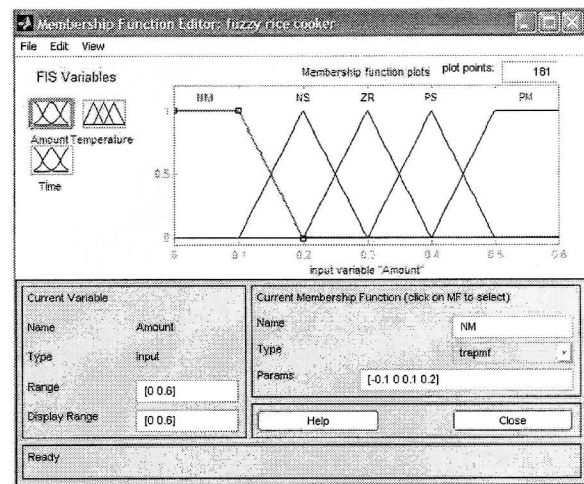 Membership Function Editor: fuzzy rice cooker
File Edit View
FIS Variables
Membership function plots plot points: 181
NM NS ZR PS PM
1
0.5
0
Amount Temperature
Time
0 0.1 0.2 0.3 0.4 0.5 0.6
input variable "Amount"
Current Variable
Name Amount
Type input
Range [0 0.6]
Display Range [0 0.6]
Current Membership Function (click on MF to select)
Name NM
Type trapmf
Params [-0.1 0 0.1 0.2]
Help Close
Ready